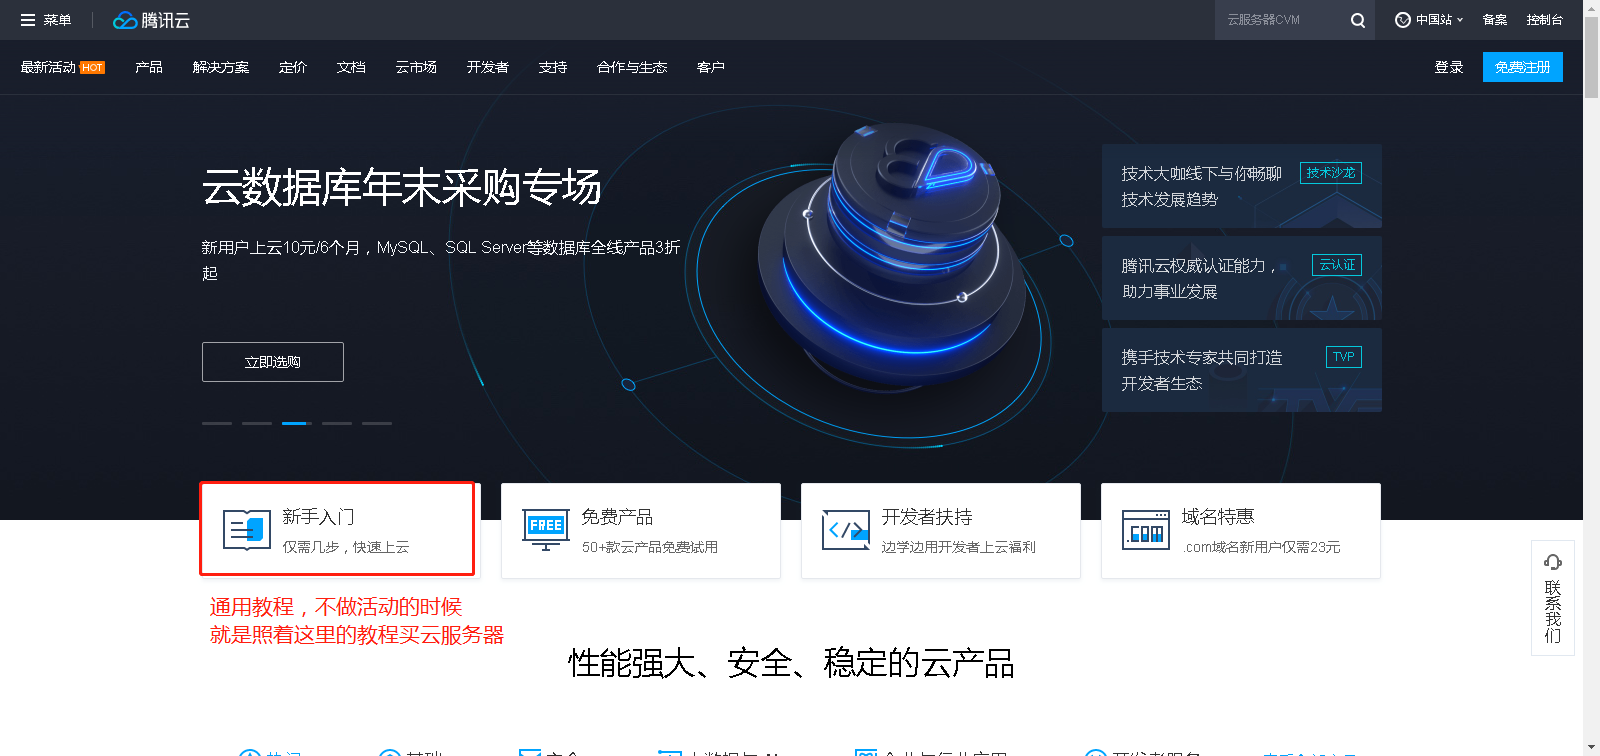 菜单
腾讯云
云服务器CVM
中国站
备案
控制台
最新活动 HOT
产品
解决方案
定价
文档
云市场
开发者
支持
合作与生态
客户
登录
免费注册
云数据库年末采购专场
新用户上云10元/6个月，MySQL、SQL Server等数据库全线产品3折
起
立即选购
技术大咖线下与你畅聊
技术发展趋势
技术沙龙
腾讯云权威认证能力，
助力事业发展
云认证
携手技术专家共同打造
开发者生态
TVP
新手入门
仅需几步，快速上云
FREE
免费产品
50+款云产品免费试用
开发者扶持
边学边用开发者上云福利
.com
域名特惠
.com域名新用户仅需23元
通用教程，不做活动的时候
就是照着这里的教程买云服务器
联系我们
性能强大、安全、稳定的云产品